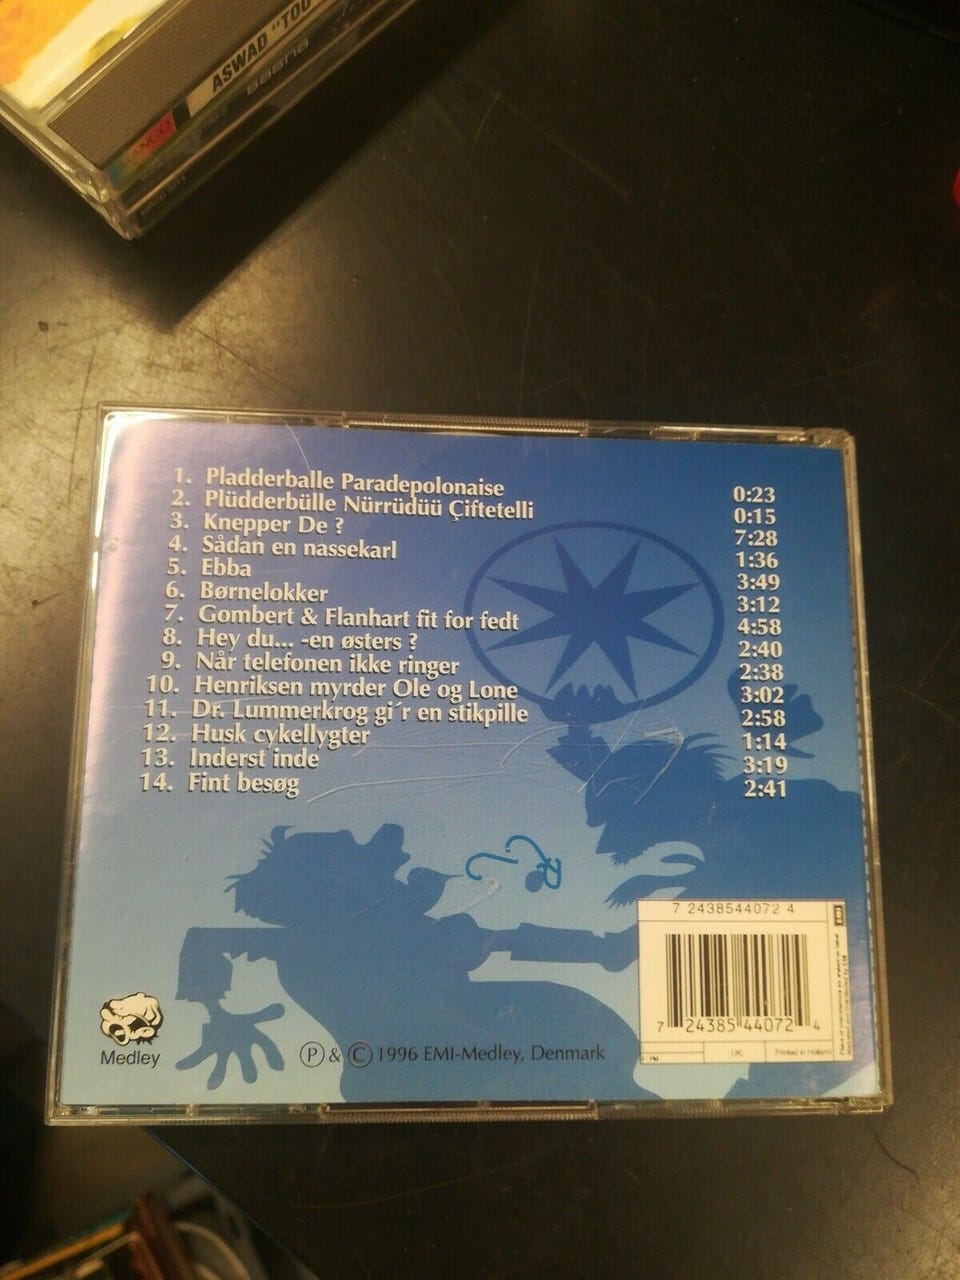 ASWAD "TOO
1. Pladderballe Paradepolonaise 0:23
2. Plüdderbülle Nürrüdüü Çiftetelli 0:15
3. Knepper De ? 7:28
4. Sådan en nassekarl 1:36
5. Ebba 3:49
6. Børnelokker 3:12
7. Gombert & Flanhart fit for fedt 4:58
8. Hey du... -en østers ? 2:40
9. Når telefonen ikke ringer 2:38
10. Henriksen myrder Ole og Lone 3:02
11. Dr. Lummerkrog gi´r en stikpille 2:58
12. Husk cykellygter 1:14
13. Inderst inde 3:19
14. Fint besøg 2:41
7 2438544072 4
7 24385 44072 4
UK: Printed in Holland
Medley
Ⓟ & © 1996 EMI-Medley, Denmark